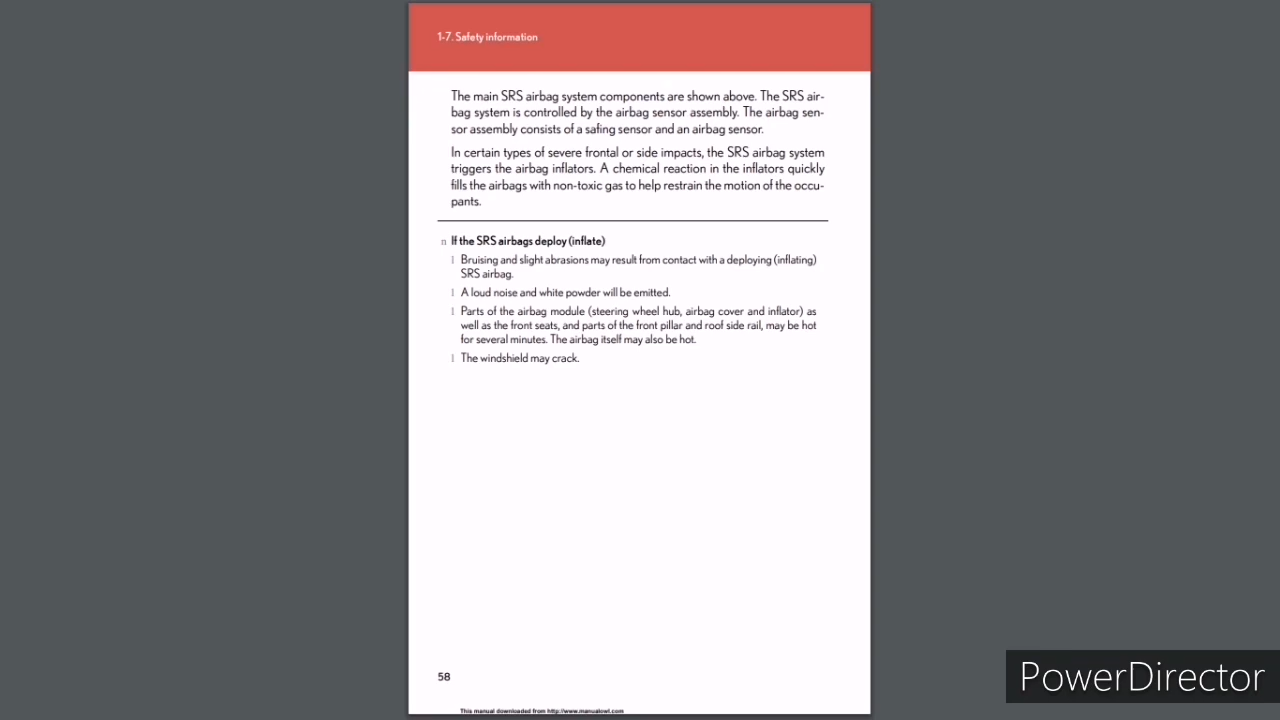 1-7. Safety information
The main SRS airbag system components are shown above. The SRS air-
bag system is controlled by the airbag sensor assembly. The airbag sen-
sor assembly consists of a safing sensor and an airbag sensor.
In certain types of severe frontal or side impacts, the SRS airbag system
triggers the airbag inflators. A chemical reaction in the inflators quickly
fills the airbags with non-toxic gas to help restrain the motion of the occu-
pants.
n If the SRS airbags deploy (inflate)
l Bruising and slight abrasions may result from contact with a deploying (inflating)
SRS airbag.
l A loud noise and white powder will be emitted.
l Parts of the airbag module (steering wheel hub, airbag cover and inflator) as
well as the front seats, and parts of the front pillar and roof side rail, may be hot
for several minutes. The airbag itself may also be hot.
l The windshield may crack.
58
This manual downloaded from http://www.manualowl.com
PowerDirector